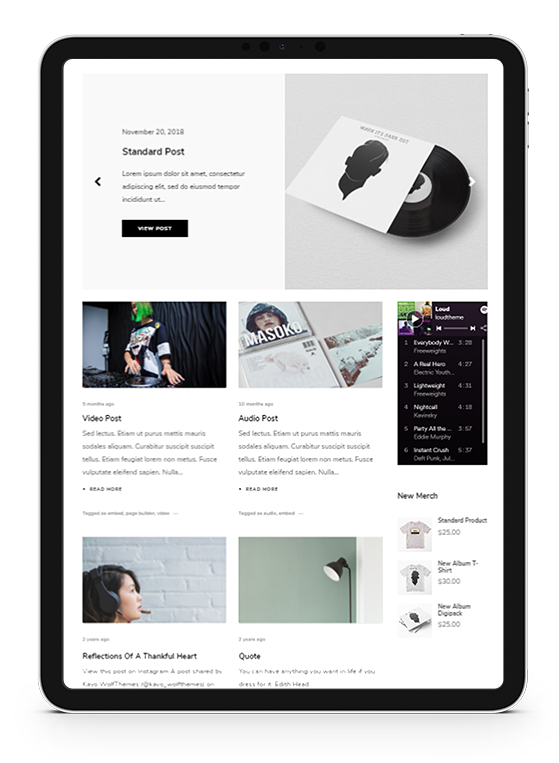 November 20, 2018
Standard Post
Lorem ipsum dolor sit amet, consectetur
adipiscing elit, sed do eiusmod tempor
incididunt ut...
VIEW POST
WHEN IT'S DARK OUT
MASOKO
5 months ago
Video Post
Sed lectus. Etiam ut purus mattis mauris
sodales aliquam. Curabitur suscipit suscipit
tellus. Etiam feugiat lorem non metus. Fusce
vulputate eleifend sapien. Nulla...
READ MORE
Tagged as embed, page builder, video
10 months ago
Audio Post
Sed lectus. Etiam ut purus mattis mauris
sodales aliquam. Curabitur suscipit suscipit
tellus. Etiam feugiat lorem non metus. Fusce
vulputate eleifend sapien. Nulla...
READ MORE
Tagged as audio, embed
Loud
loudtheme
1 Everybody W... 3:28
Freeweights
2 A Real Hero 4:27
Electric Youth...
3 Lightweight 4:31
Freeweights
4 Nightcall 4:18
Kavinsky
5 Party All the ... 3:57
Eddie Murphy
6 Instant Crush 5:37
Daft Punk, Jul...
New Merch
Standard Product
$25.00
New Album T-
Shirt
$30.00
New Album
Digipack
$25.00
2 years ago
Reflections Of A Thankful Heart
View this post on Instagram A post shared by
Kayo WolfThemes (@kayo_wolfthemes) on
2 years ago
Quote
You can have anything you want in life if you
dress for it. Edith Head